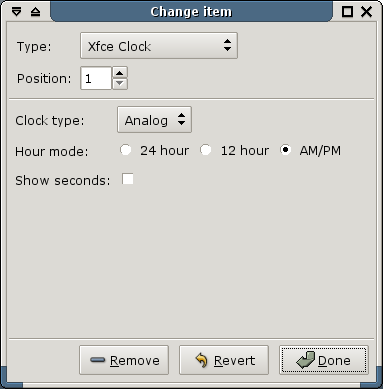 Change item
Type: Xfce Clock
Position: 1
Clock type: Analog
Hour mode: 24 hour 12 hour AM/PM
Show seconds:
Remove Revert Done